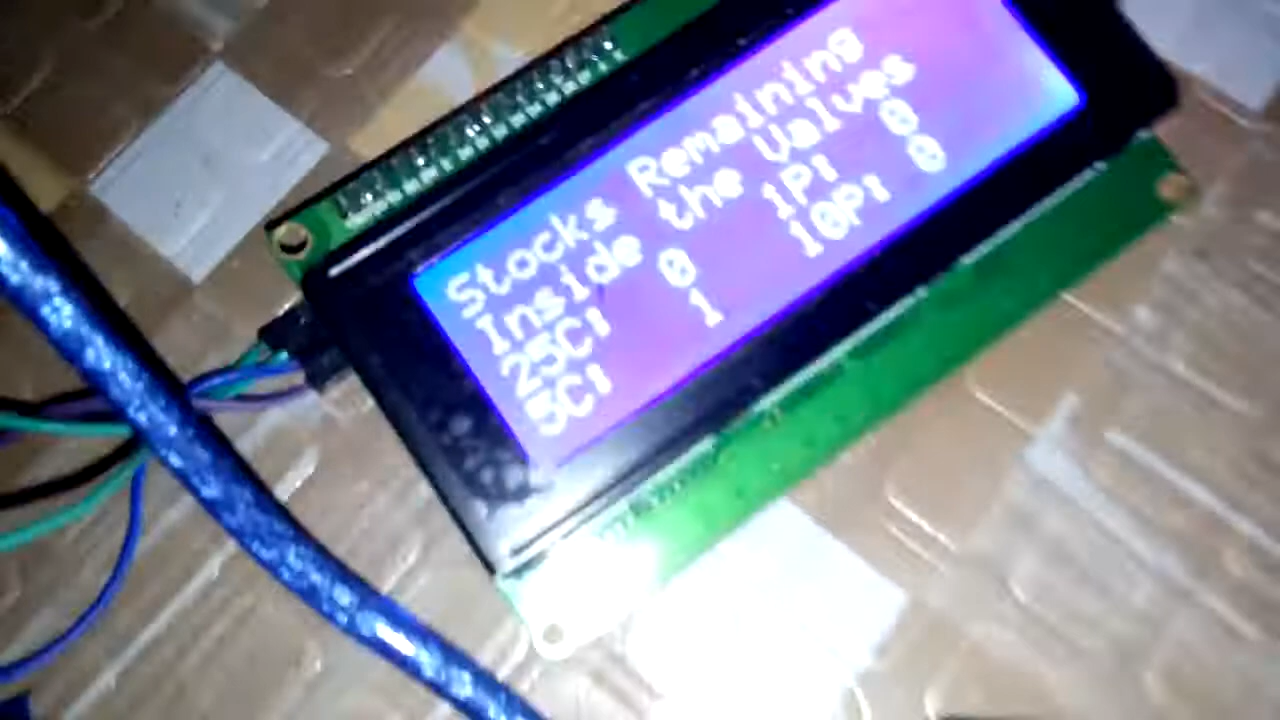 Stocks Remaining
Inside the Valves
25C: 0 1P: 0
5C: 1 10P: 0